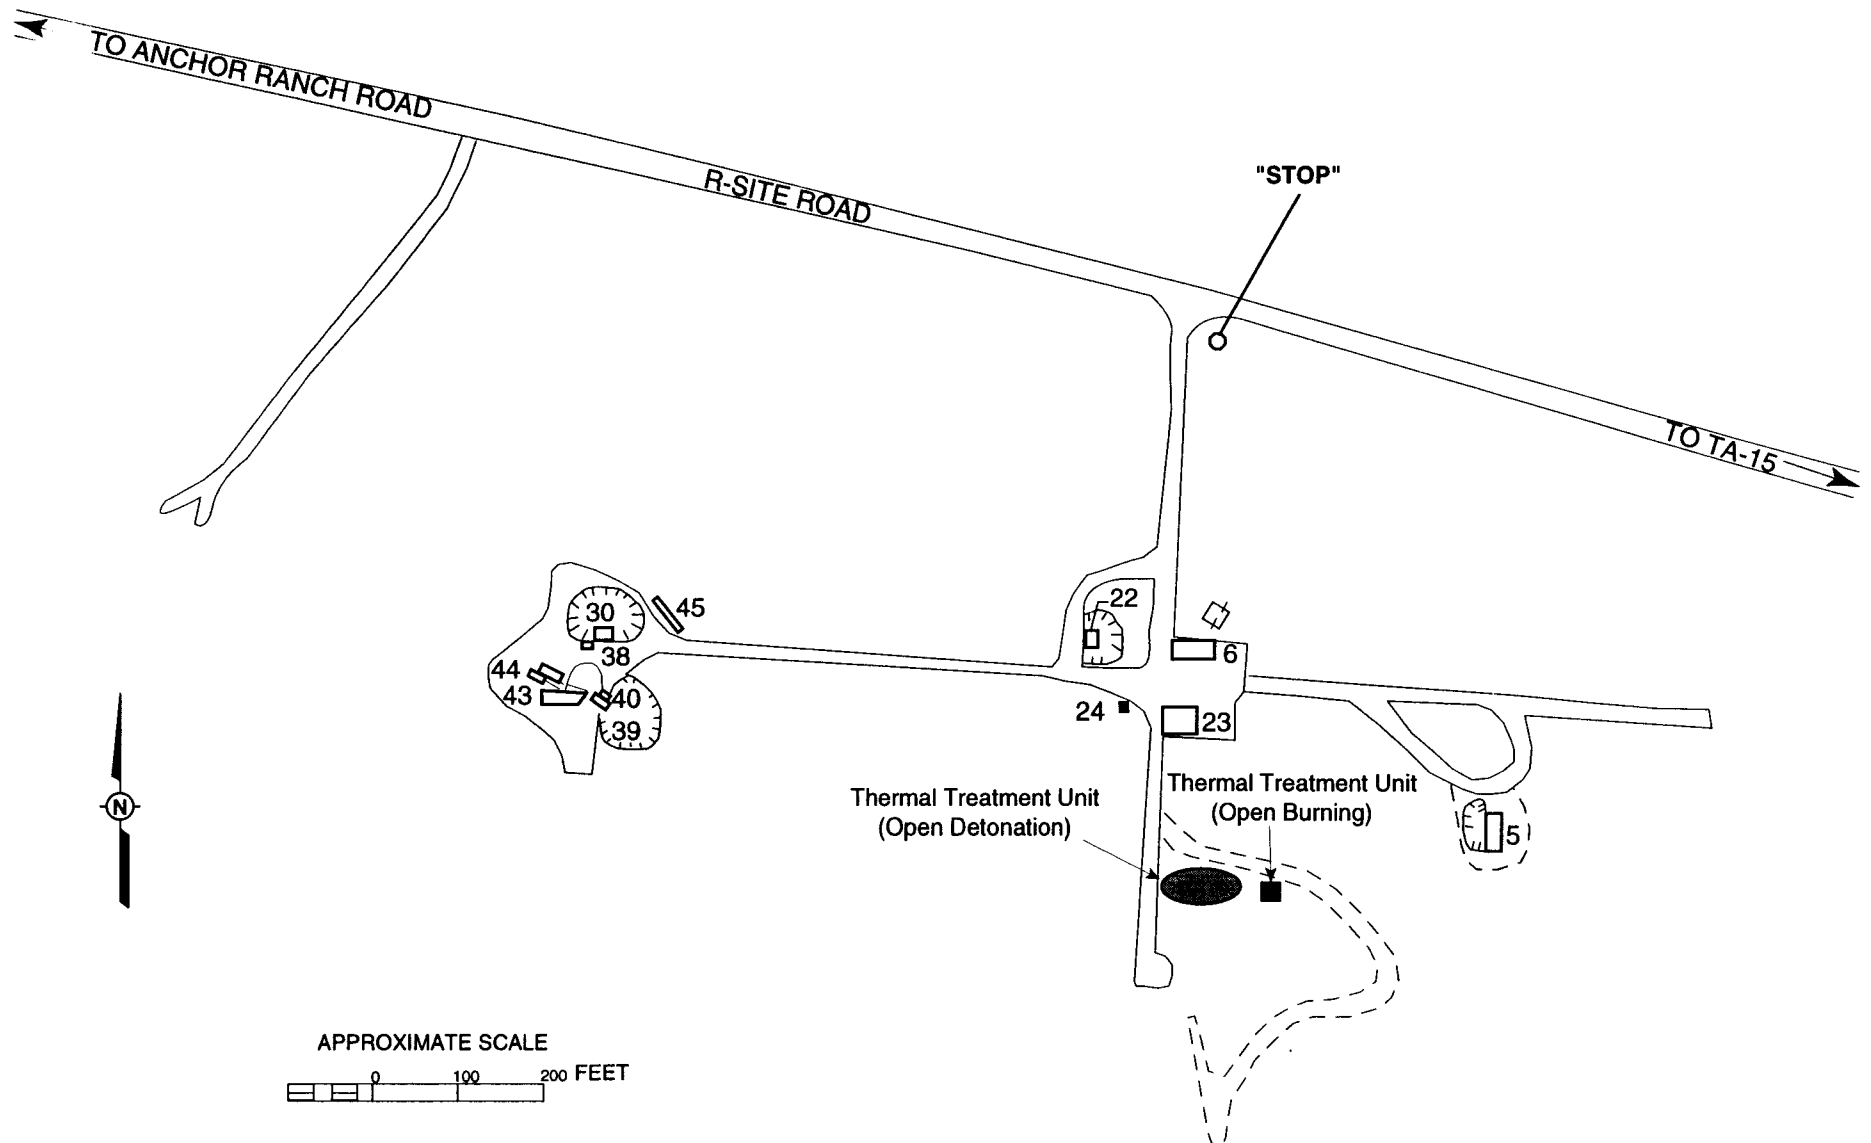 TO ANCHOR RANCH ROAD
R-SITE ROAD
"STOP"
TO TA-15
30
45
38
44
43
40
39
22
6
24
23
Thermal Treatment Unit
(Open Detonation)
Thermal Treatment Unit
(Open Burning)
5
N
APPROXIMATE SCALE
0 100 200 FEET